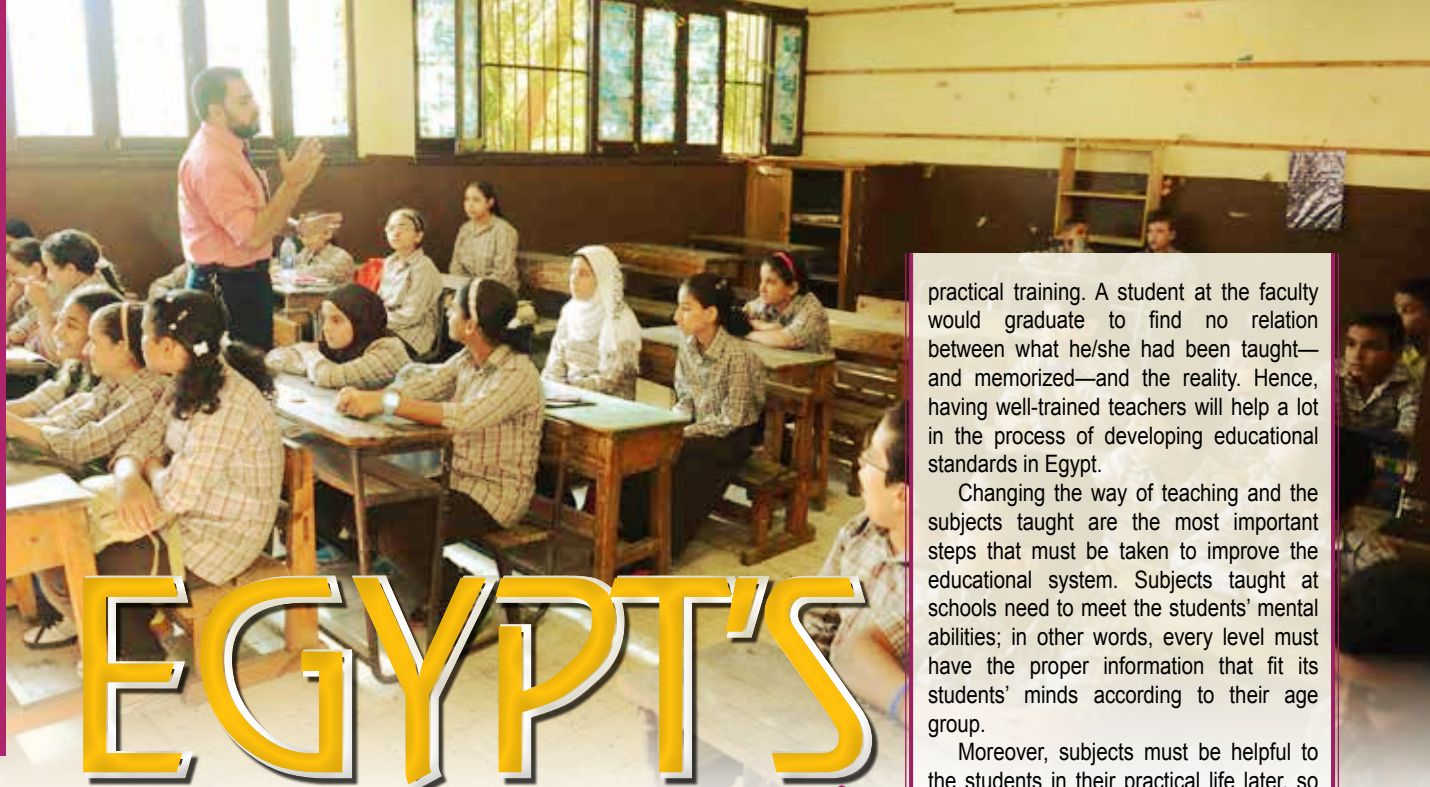 EGYPT'S
practical training. A student at the faculty
would graduate to find no relation
between what he/she had been taught—
and memorized—and the reality. Hence,
having well-trained teachers will help a lot
in the process of developing educational
standards in Egypt.
Changing the way of teaching and the
subjects taught are the most important
steps that must be taken to improve the
educational system. Subjects taught at
schools need to meet the students' mental
abilities; in other words, every level must
have the proper information that fit its
students' minds according to their age
group.
Moreover, subjects must be helpful to
the students in their practical life later, so